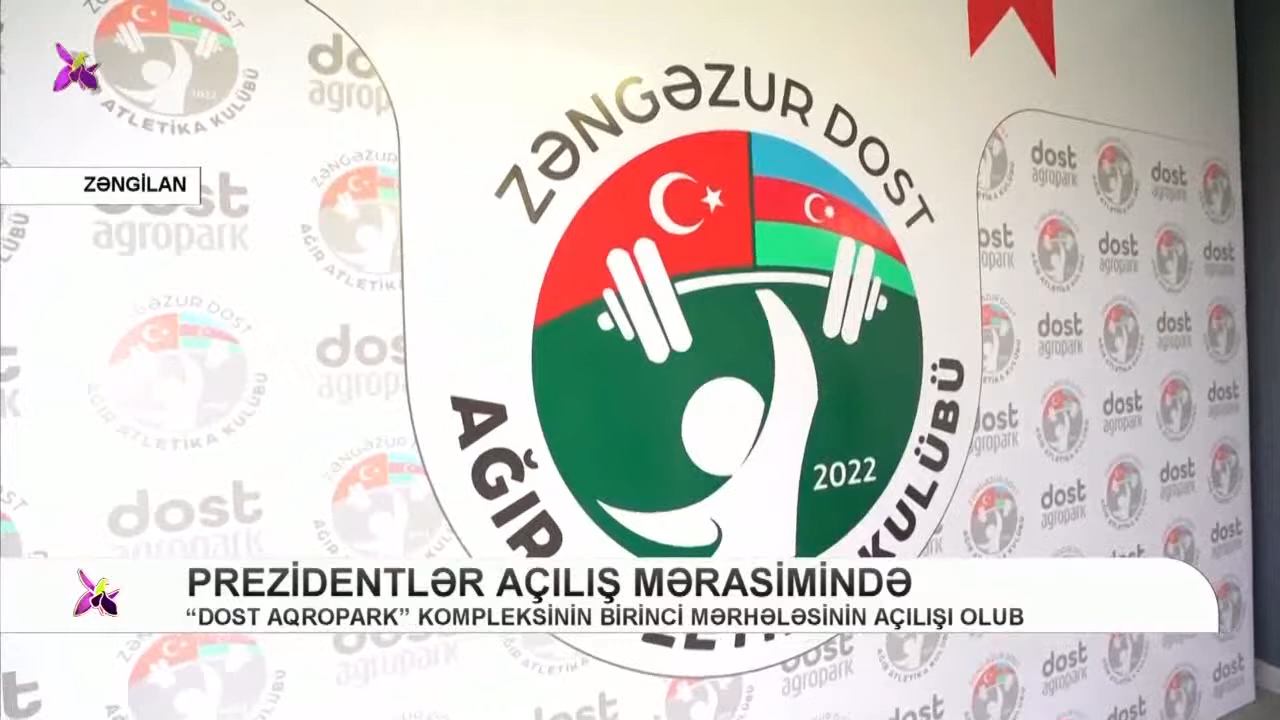 ZƏNGİLAN
ZƏNGƏZUR DOST
AĞIR
KULÜBÜ
2022
dost
agropark
PREZİDENTLƏR AÇILIŞ MƏRASİMİNDƏ
“DOST AQROPARK” KOMPLEKSİNİN BİRİNCİ MƏRHƏLƏSİNİN AÇILIŞI OLUB